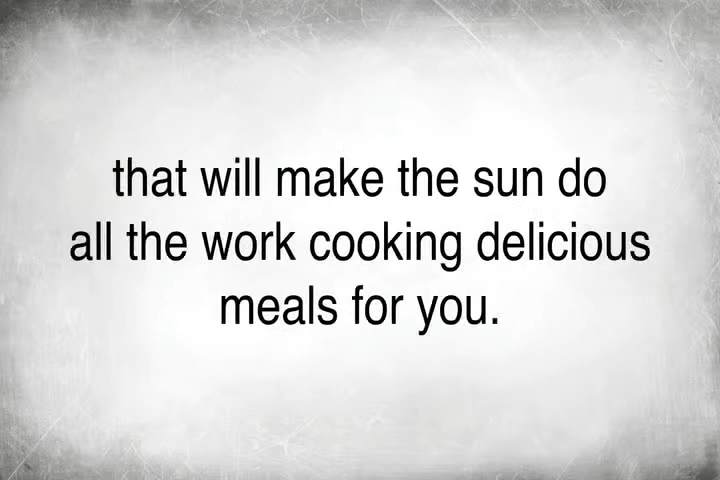 that will make the sun do
all the work cooking delicious
meals for you.